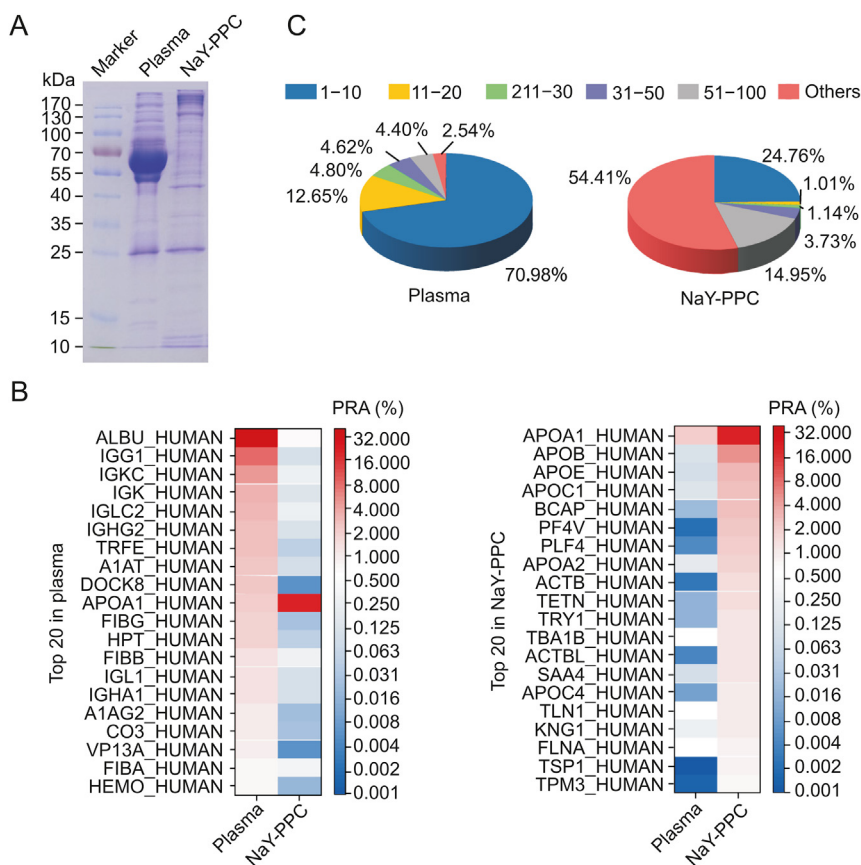 A
Marker
Plasma
NaY-PPC
kDa
170
130
100
70
55
40
35
25
15
10
C
1–10
11–20
211–30
31–50
51–100
Others
4.40%
2.54%
4.62%
4.80%
12.65%
70.98%
Plasma
54.41%
24.76%
1.01%
1.14%
3.73%
14.95%
NaY-PPC
B
PRA (%)
Top 20 in plasma
ALBU_HUMAN
IGG1_HUMAN
IGKC_HUMAN
IGK_HUMAN
IGLC2_HUMAN
IGHG2_HUMAN
TRFE_HUMAN
A1AT_HUMAN
DOCK8_HUMAN
APOA1_HUMAN
FIBG_HUMAN
HPT_HUMAN
FIBB_HUMAN
IGL1_HUMAN
IGHA1_HUMAN
A1AG2_HUMAN
CO3_HUMAN
VP13A_HUMAN
FIBA_HUMAN
HEMO_HUMAN
Plasma
NaY-PPC
32.000
16.000
8.000
4.000
2.000
1.000
0.500
0.250
0.125
0.063
0.031
0.016
0.008
0.004
0.002
0.001
PRA (%)
Top 20 in NaY-PPC
APOA1_HUMAN
APOB_HUMAN
APOE_HUMAN
APOC1_HUMAN
BCAP_HUMAN
PF4V_HUMAN
PLF4_HUMAN
APOA2_HUMAN
ACTB_HUMAN
TETN_HUMAN
TRY1_HUMAN
TBA1B_HUMAN
ACTBL_HUMAN
SAA4_HUMAN
APOC4_HUMAN
TLN1_HUMAN
KNG1_HUMAN
FLNA_HUMAN
TSP1_HUMAN
TPM3_HUMAN
Plasma
NaY-PPC
32.000
16.000
8.000
4.000
2.000
1.000
0.500
0.250
0.125
0.063
0.031
0.016
0.008
0.004
0.002
0.001